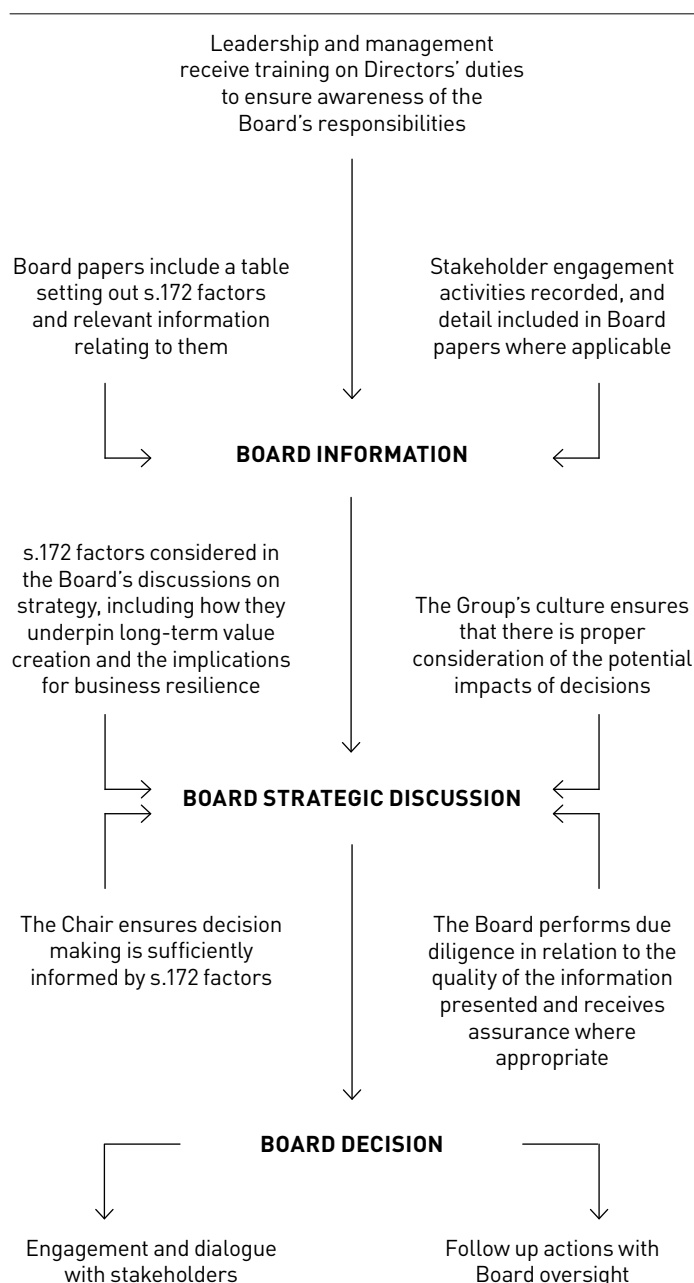 Leadership and management
receive training on Directors’ duties
to ensure awareness of the
Board’s responsibilities
Board papers include a table
setting out s.172 factors
and relevant information
relating to them
Stakeholder engagement
activities recorded, and
detail included in Board
papers where applicable
BOARD INFORMATION
s.172 factors considered in
the Board’s discussions on
strategy, including how they
underpin long-term value
creation and the implications
for business resilience
The Group’s culture ensures
that there is proper
consideration of the potential
impacts of decisions
BOARD STRATEGIC DISCUSSION
The Chair ensures decision
making is sufficiently
informed by s.172 factors
The Board performs due
diligence in relation to the
quality of the information
presented and receives
assurance where
appropriate
BOARD DECISION
Engagement and dialogue
with stakeholders
Follow up actions with
Board oversight